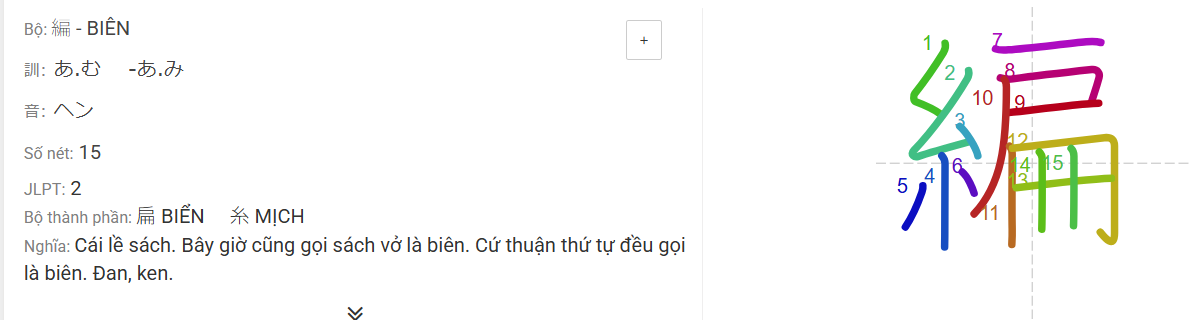 Bộ: 編 - BIÊN
+
訓: あ.む -あ.み
音: ヘン
Số nét: 15
JLPT: 2
Bộ thành phần: 扁 BIỂN 糸 MỊCH
Nghĩa: Cái lề sách. Bây giờ cũng gọi sách vở là biên. Cứ thuận thứ tự đều gọi
là biên. Đan, ken.
編
1
2
3
4
5
6
7
8
9
10
11
12
13
14
15